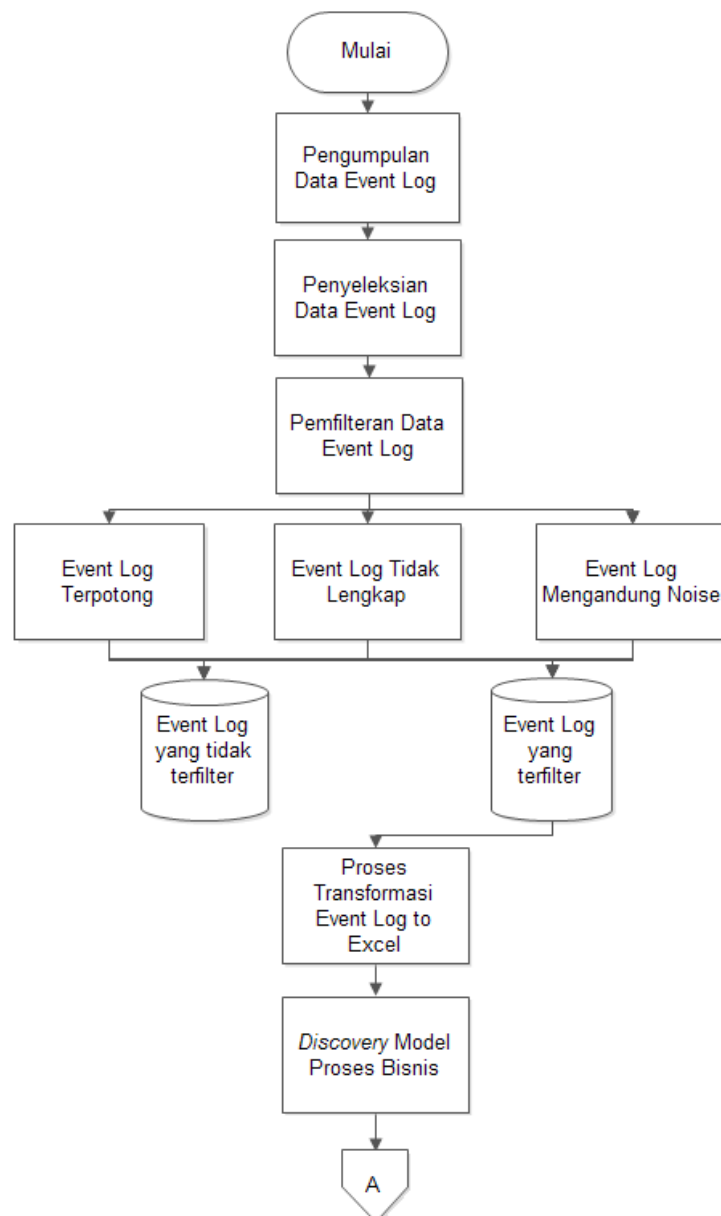 Mulai
Pengumpulan
Data Event Log
Penyeleksian
Data Event Log
Pemfilteran Data
Event Log
Event Log
Terpotong
Event Log Tidak
Lengkap
Event Log
Mengandung Noise
Event Log
yang tidak
terfilter
Event Log
yang
terfilter
Proses
Transformasi
Event Log to
Excel
Discovery Model
Proses Bisnis
A